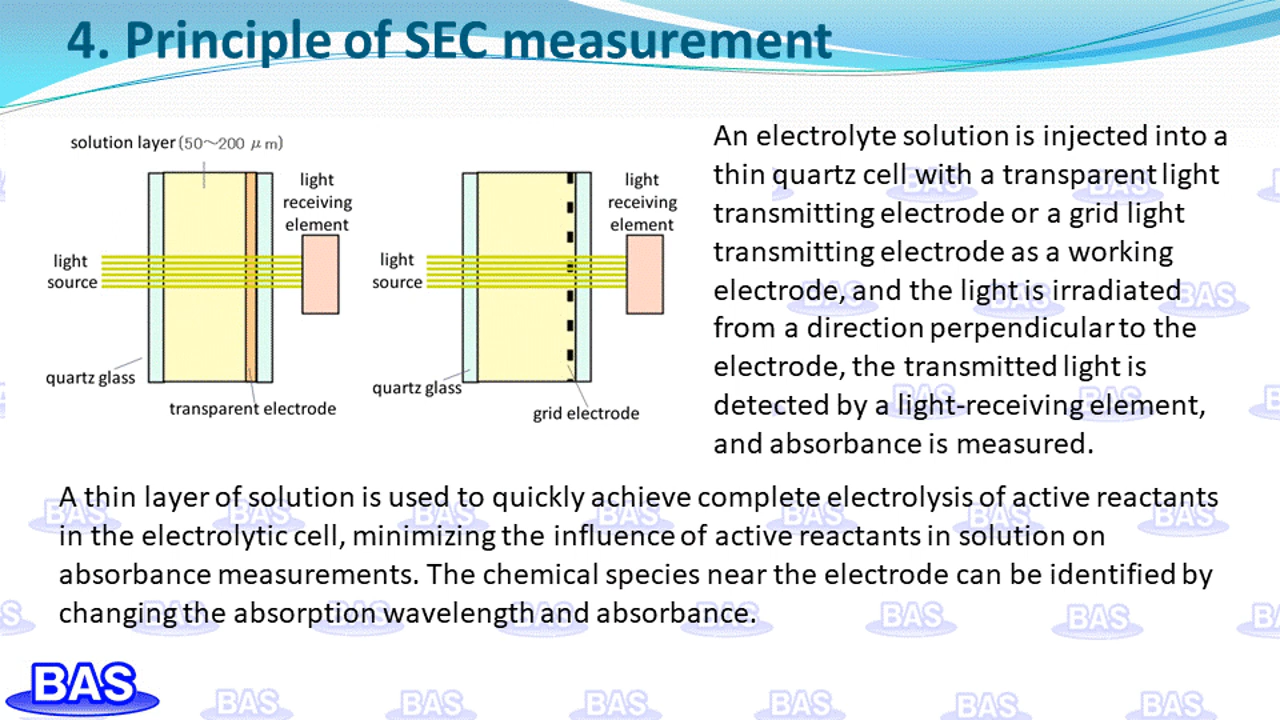 4. Principle of SEC measurement
solution layer (50～200 μm)
light
receiving
element
light
source
quartz glass
transparent electrode
light
receiving
element
light
source
quartz glass
grid electrode
An electrolyte solution is injected into a
thin quartz cell with a transparent light
transmitting electrode or a grid light
transmitting electrode as a working
electrode, and the light is irradiated
from a direction perpendicular to the
electrode, the transmitted light is
detected by a light-receiving element,
and absorbance is measured.
A thin layer of solution is used to quickly achieve complete electrolysis of active reactants
in the electrolytic cell, minimizing the influence of active reactants in solution on
absorbance measurements. The chemical species near the electrode can be identified by
changing the absorption wavelength and absorbance.
BAS